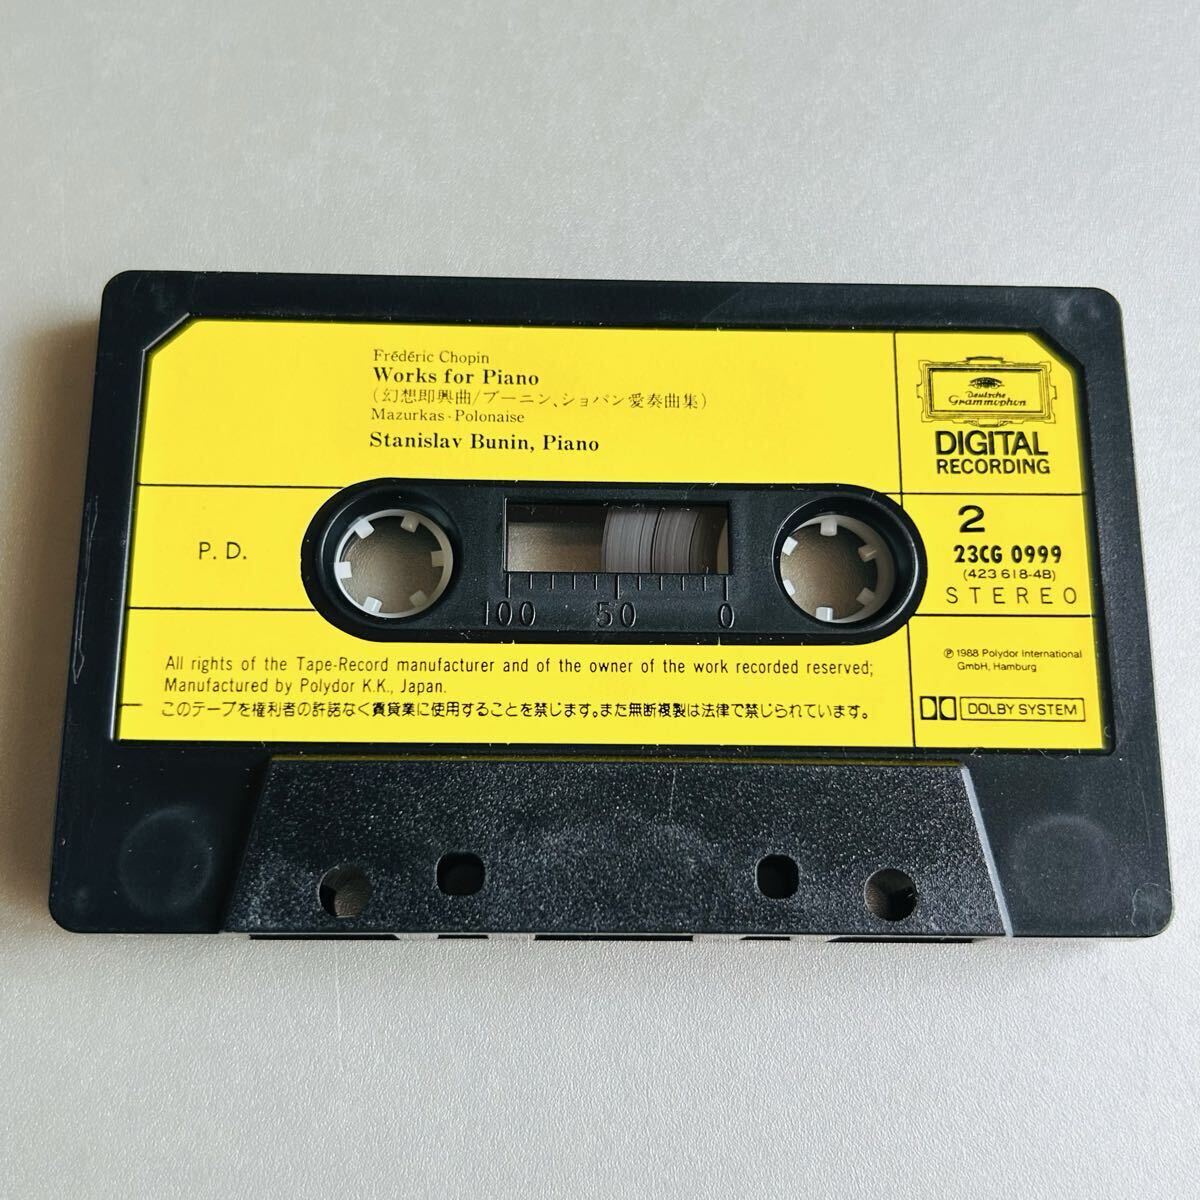 Frédéric Chopin
Works for Piano
(幻想即興曲/ブーニン、ショパン愛奏曲集)
Mazurkas・Polonaise
Stanislav Bunin, Piano
Deutsche
Grammophon
DIGITAL
RECORDING
P. D.
2
23CG 0999
(423 618-4B)
STEREO
100 50 0
All rights of the Tape-Record manufacturer and of the owner of the work recorded reserved;
Manufactured by Polydor K.K., Japan.
このテープを権利者の許諾なく賃貸業に使用することを禁じます。また無断複製は法律で禁じられています。
℗ 1988 Polydor International
GmbH, Hamburg
DOLBY SYSTEM